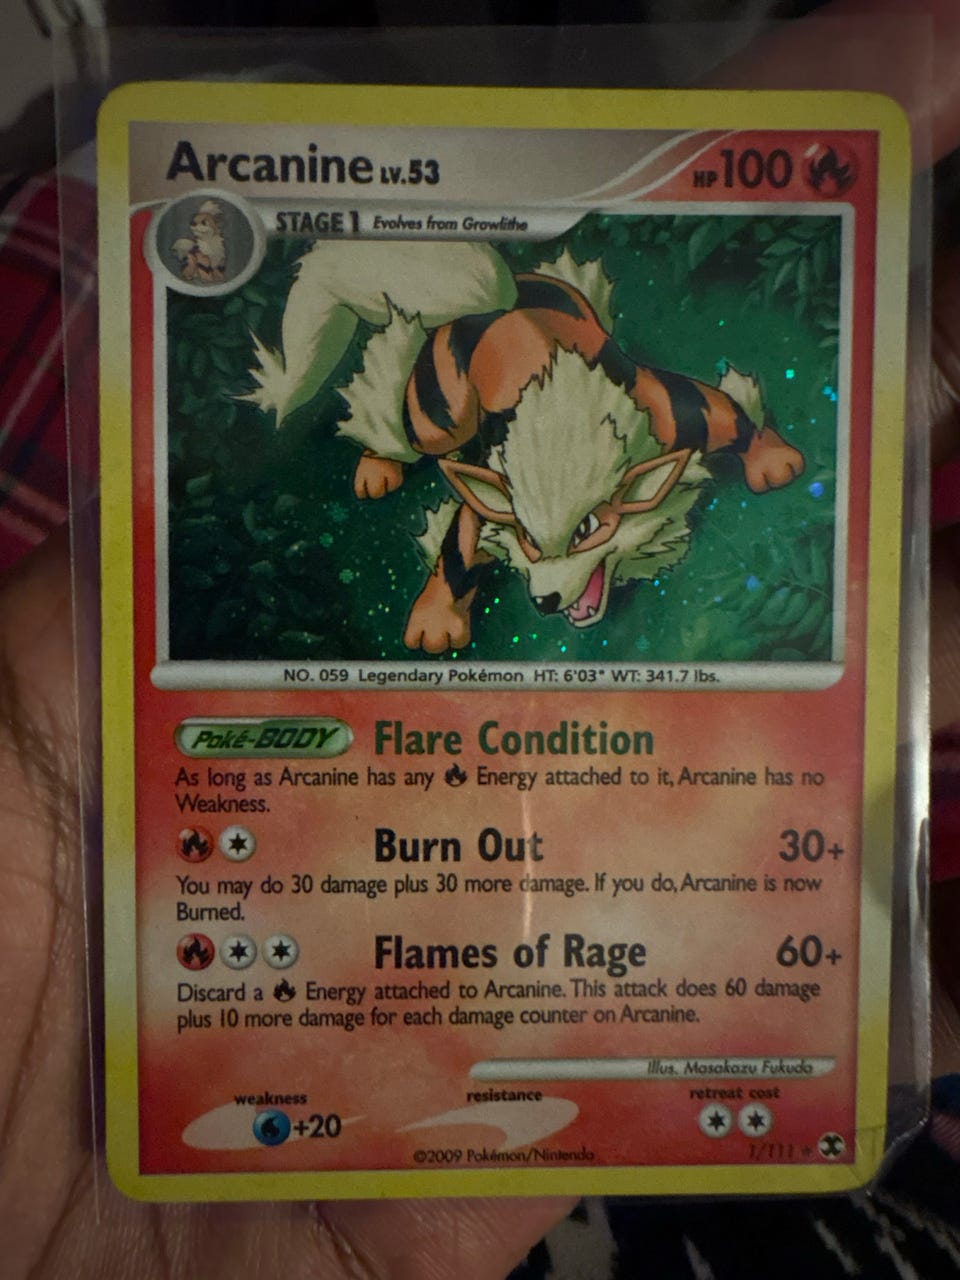 Arcanine LV.53
HP 100
STAGE 1 Evolves from Growlithe
NO. 059 Legendary Pokémon HT: 6'03" WT: 341.7 lbs.
Poké-BODY Flare Condition
As long as Arcanine has any Energy attached to it, Arcanine has no
Weakness.
Burn Out 30+
You may do 30 damage plus 30 more damage. If you do, Arcanine is now
Burned.
Flames of Rage 60+
Discard a Energy attached to Arcanine. This attack does 60 damage
plus 10 more damage for each damage counter on Arcanine.
Illus. Masakazu Fukuda
weakness resistance retreat cost
+20
©2009 Pokémon/Nintendo 1/111